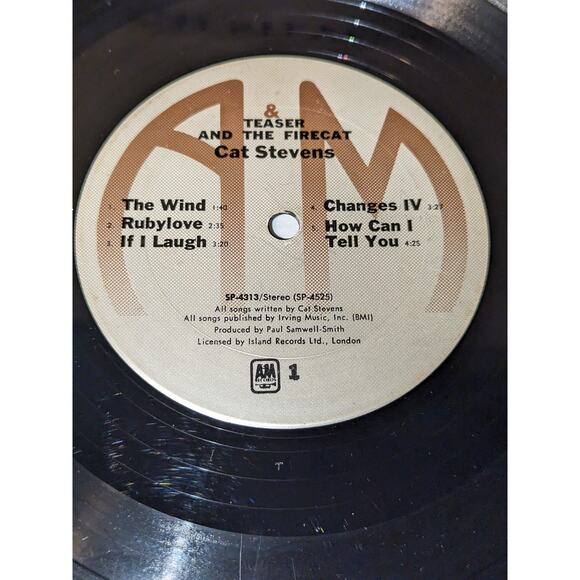 A&M
TEASER
AND THE FIRECAT
Cat Stevens
1. The Wind 1:40
2. Rubylove 2:35
3. If I Laugh 3:20
4. Changes IV 3:27
5. How Can I
Tell You 4:25
SP-4313/Stereo (SP-4525)
All songs written by Cat Stevens
All songs published by Irving Music, Inc. (BMI)
Produced by Paul Samwell-Smith
Licensed by Island Records Ltd., London
A&M
RECORDS
1
T